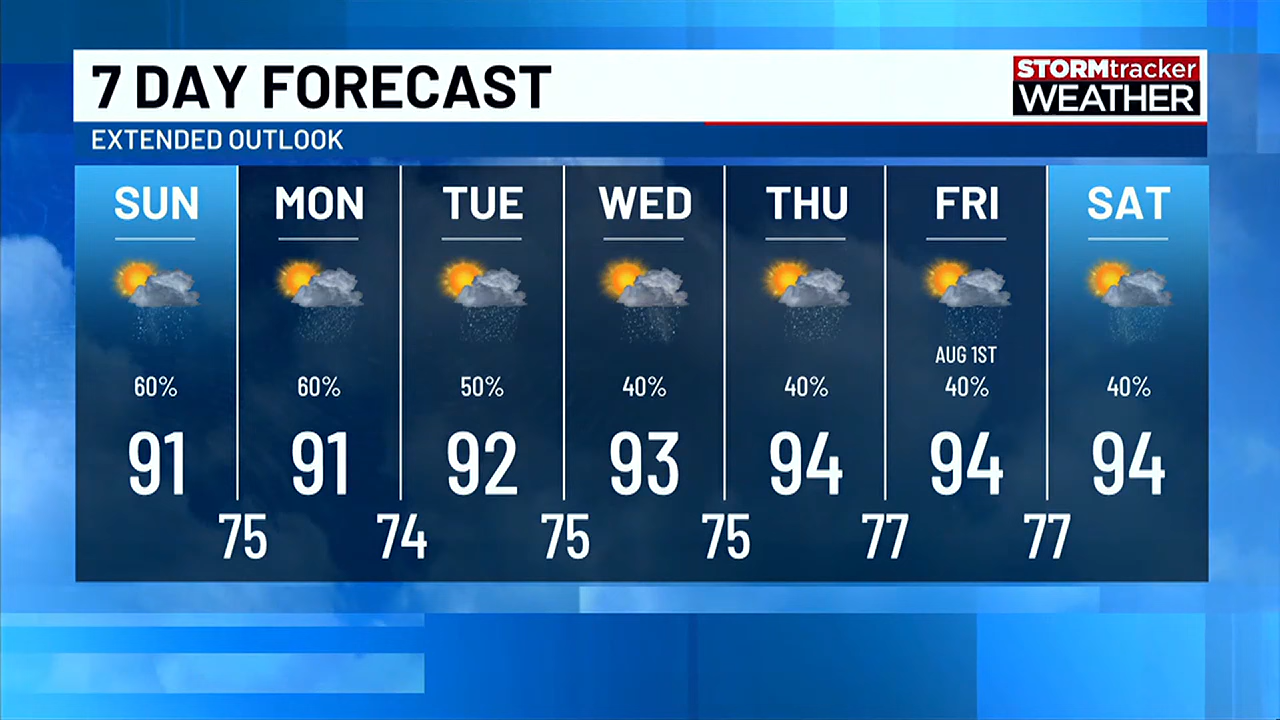 7 DAY FORECAST
STORMtracker
WEATHER
EXTENDED OUTLOOK
SUN MON TUE WED THU FRI SAT
AUG 1ST
60% 60% 50% 40% 40% 40% 40%
91 91 92 93 94 94 94
75 74 75 75 77 77